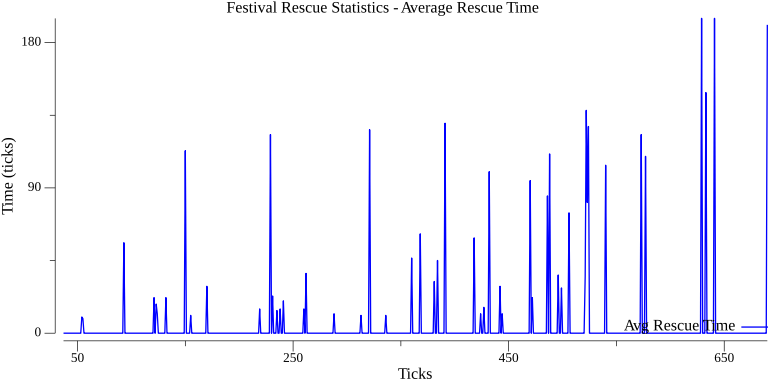 Festival Rescue Statistics - Average Rescue Time
Time (ticks)
180
90
0
Avg Rescue Time
50
250
450
650
Ticks